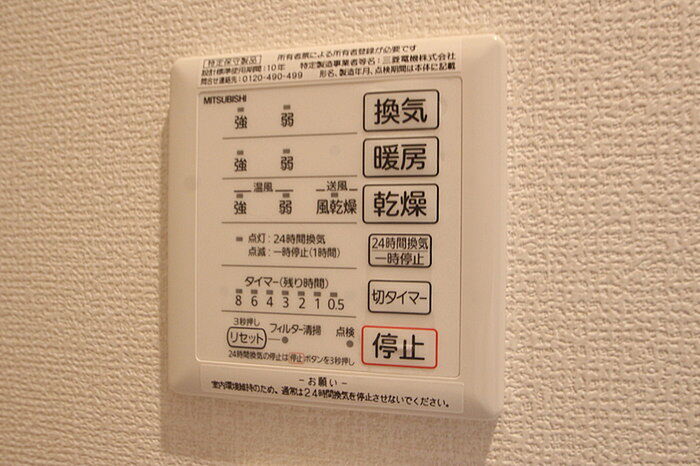 特定保守製品 所有者票による所有者登録が必要です
設計標準使用期間:10年 特定製造事業者等名:三菱電機株式会社
問合せ連絡先:0120-490-499 形名、製造年月、点検期間は本体に記載
MITSUBISHI
強 弱 換気
強 弱 暖房
温風 送風
強 弱 風乾燥 乾燥
点灯:24時間換気
点滅:一時停止(1時間)
24時間換気
一時停止
タイマー(残り時間)
8 6 4 3 2 1 0.5
切タイマー
3秒押し
リセット フィルター清掃 点検
停止
24時間換気の停止は停止ボタンを3秒押し
－お願い－
室内環境維持のため、通常は24時間換気を停止させないでください。